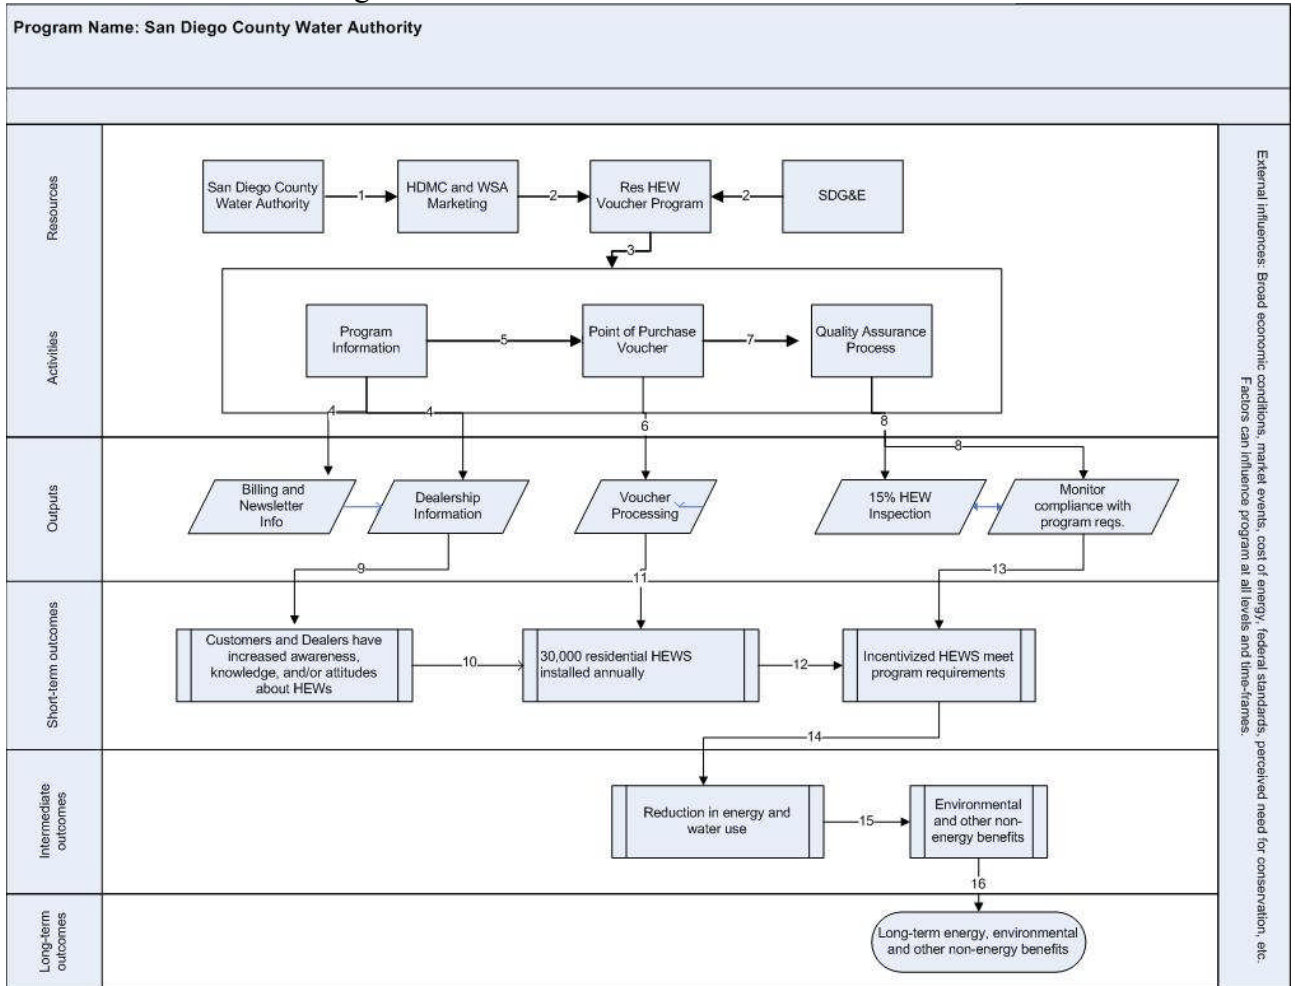 Program Name: San Diego County Water Authority
Resources
San Diego County
Water Authority
1
HDMC and WSA
Marketing
2
Res HEW
Voucher Program
2
SDG&E
3
Activities
Program
Information
5
Point of Purchase
Voucher
7
Quality Assurance
Process
4
4
6
8
8
Outputs
Billing and
Newsletter
Info
Dealership
Information
Voucher
Processing
15% HEW
Inspection
Monitor
compliance with
program reqs.
9
11
13
Short-term outcomes
Customers and Dealers have
increased awareness,
knowledge, and/or attitudes
about HEWs
10
30,000 residential HEWS
installed annually
12
Incentivized HEWS meet
program requirements
14
Intermediate
outcomes
Reduction in energy and
water use
15
Environmental
and other non-
energy benefits
16
Long-term
outcomes
Long-term energy, environmental
and other non-energy benefits
External influences: Broad economic conditions, market events, cost of energy, federal standards, perceived need for conservation, etc.
Factors can influence program at all levels and time-frames.